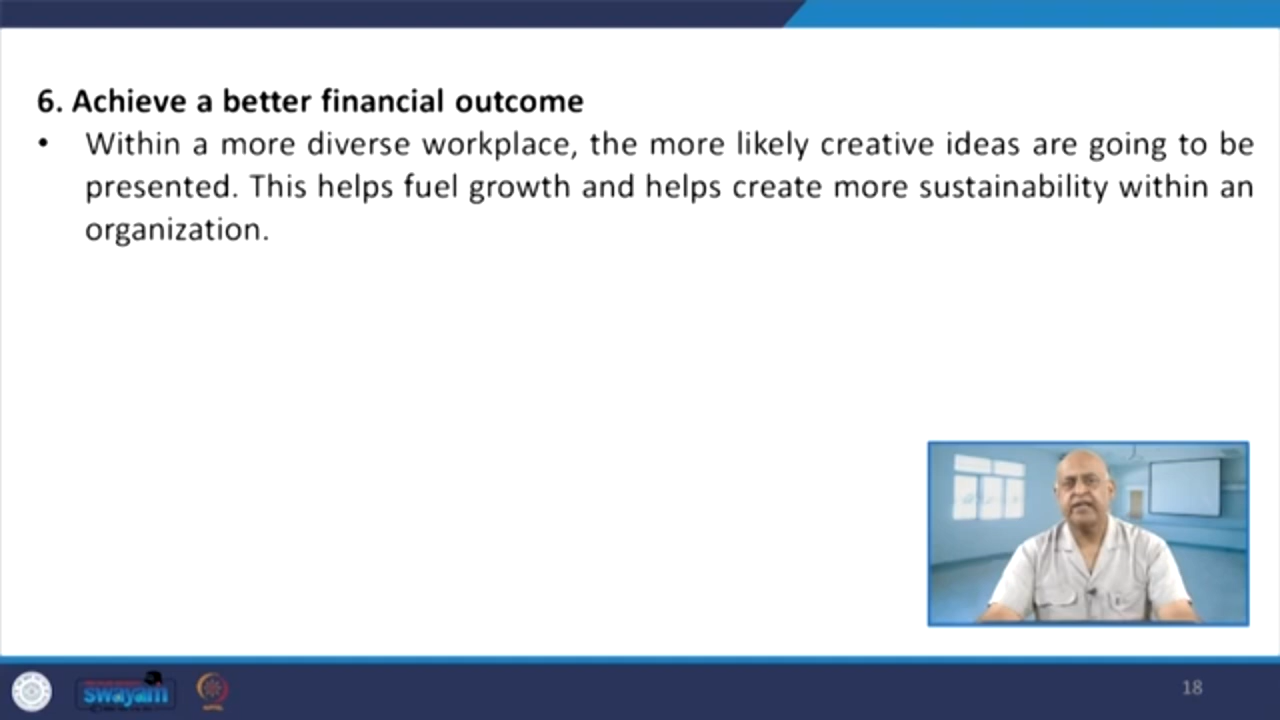 6. Achieve a better financial outcome
• Within a more diverse workplace, the more likely creative ideas are going to be
presented. This helps fuel growth and helps create more sustainability within an
organization.
swayam
18